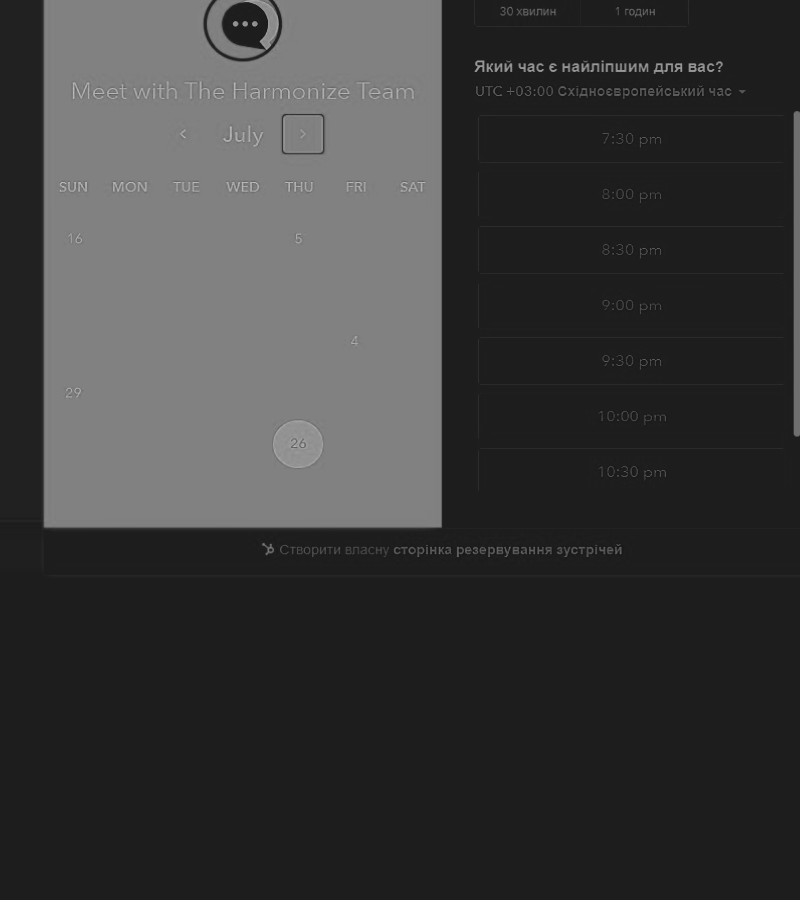 30 хвилин 1 годин
Meet with The Harmonize Team
July
SUN MON TUE WED THU FRI SAT
16 5
4
29
26
Який час є найліпшим для вас?
UTC +03:00 Східноєвропейський час
7:30 pm
8:00 pm
8:30 pm
9:00 pm
9:30 pm
10:00 pm
10:30 pm
Створити власну сторінка резервування зустрічей